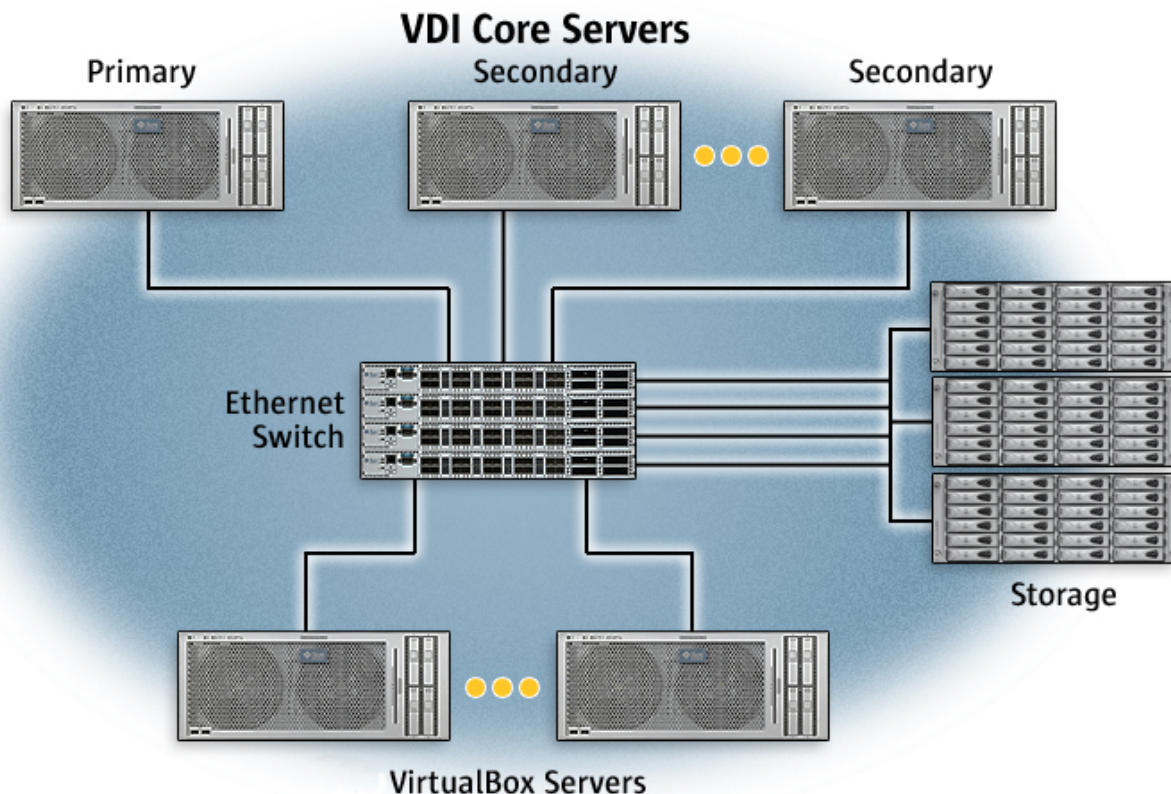 VDI Core Servers
Primary
Secondary
Secondary
Ethernet
Switch
Storage
VirtualBox Servers